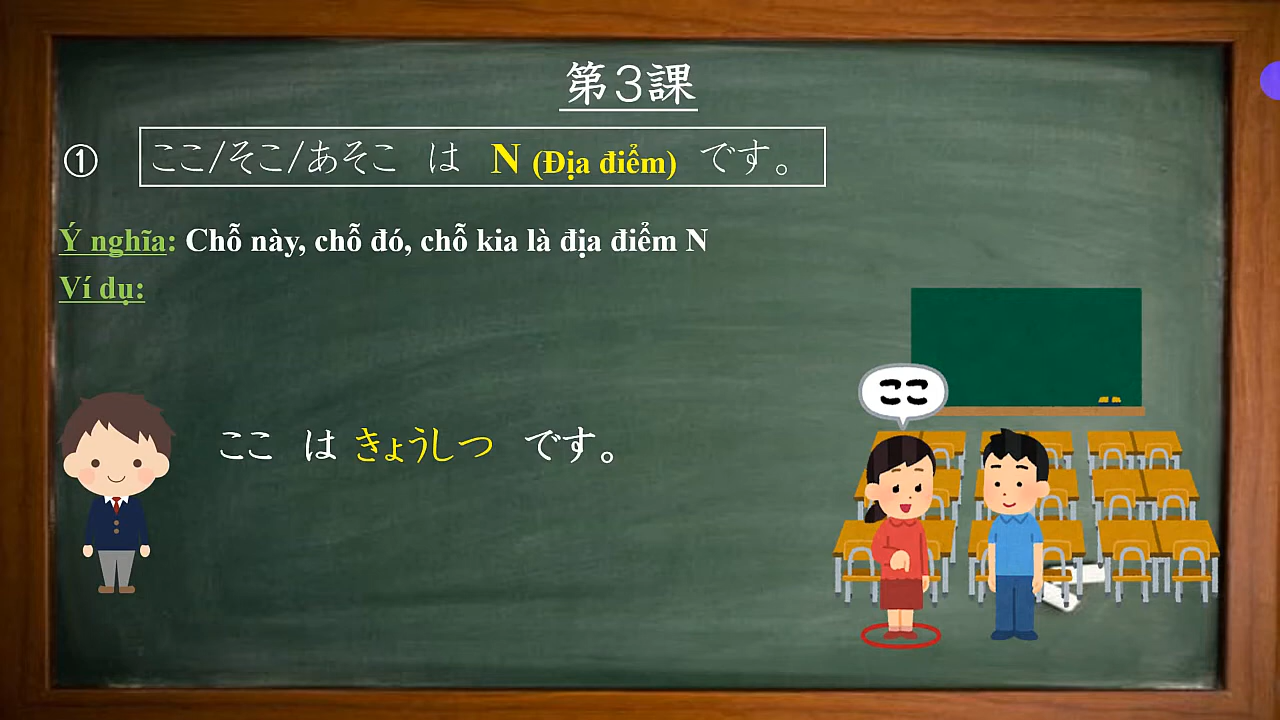 第3課
① ここ/そこ/あそこ は N (Địa điểm) です。
Ý nghĩa: Chỗ này, chỗ đó, chỗ kia là địa điểm N
Ví dụ:
ここ
ここ は きょうしつ です。